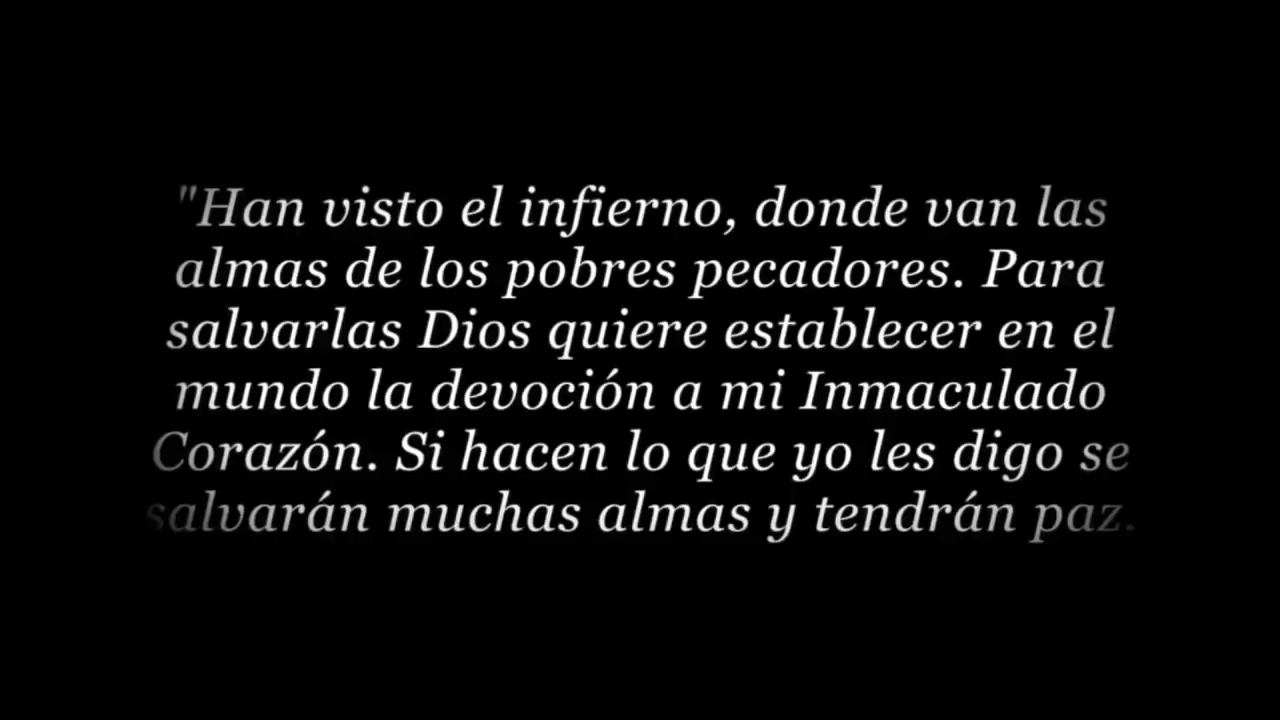 "Han visto el infierno, donde van las
almas de los pobres pecadores. Para
salvarlas Dios quiere establecer en el
mundo la devoción a mi Inmaculado
Corazón. Si hacen lo que yo les digo se
salvarán muchas almas y tendrán paz.